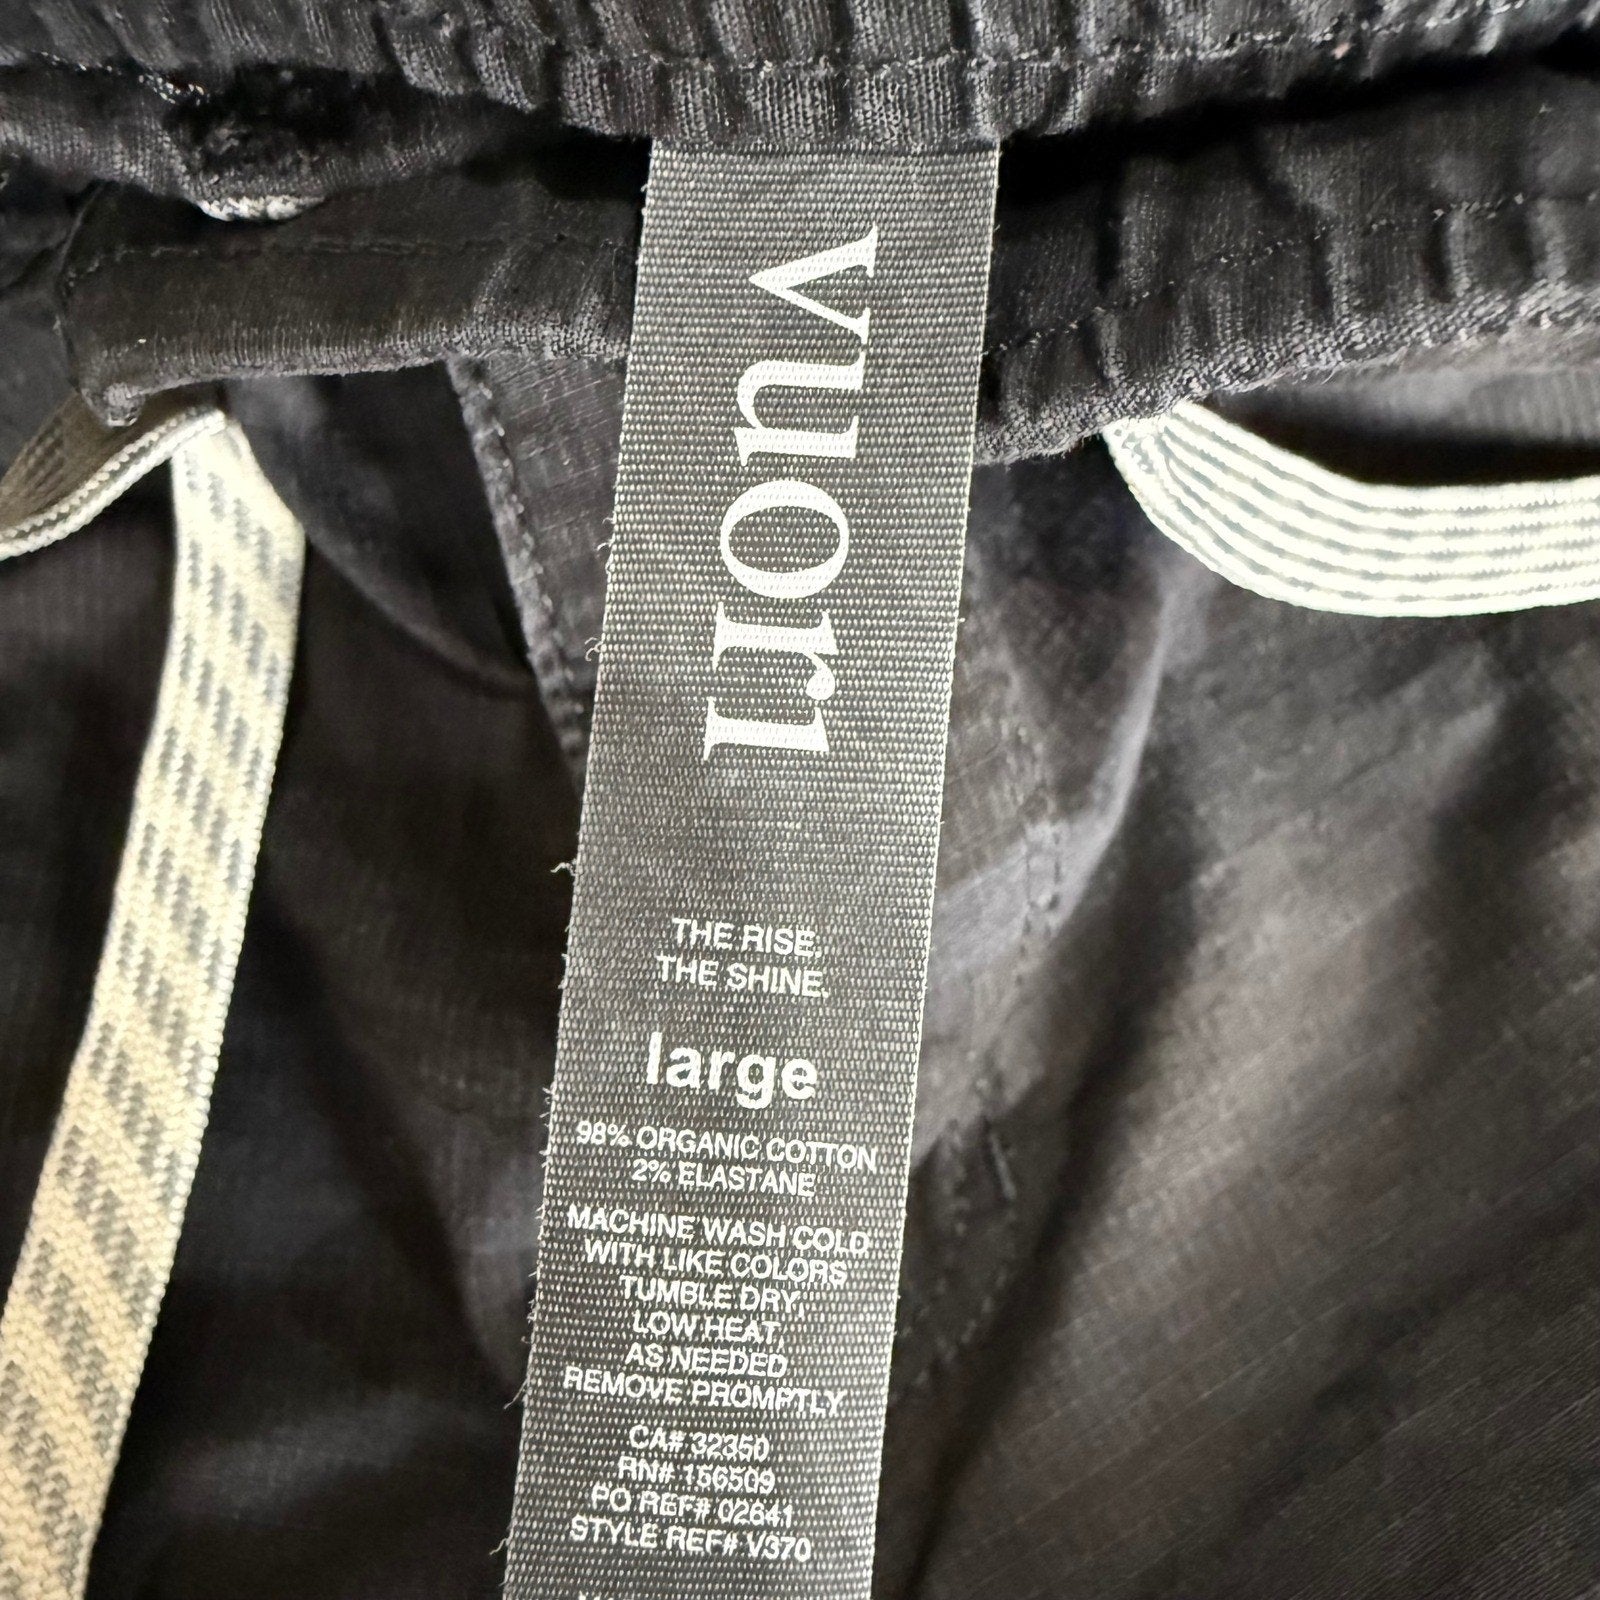 vuori
THE RISE.
THE SHINE.
large
98% ORGANIC COTTON
2% ELASTANE
MACHINE WASH COLD
WITH LIKE COLORS
TUMBLE DRY,
LOW HEAT,
AS NEEDED
REMOVE PROMPTLY
CA# 32350
RN# 156509
PO REF# 02641
STYLE REF# V370